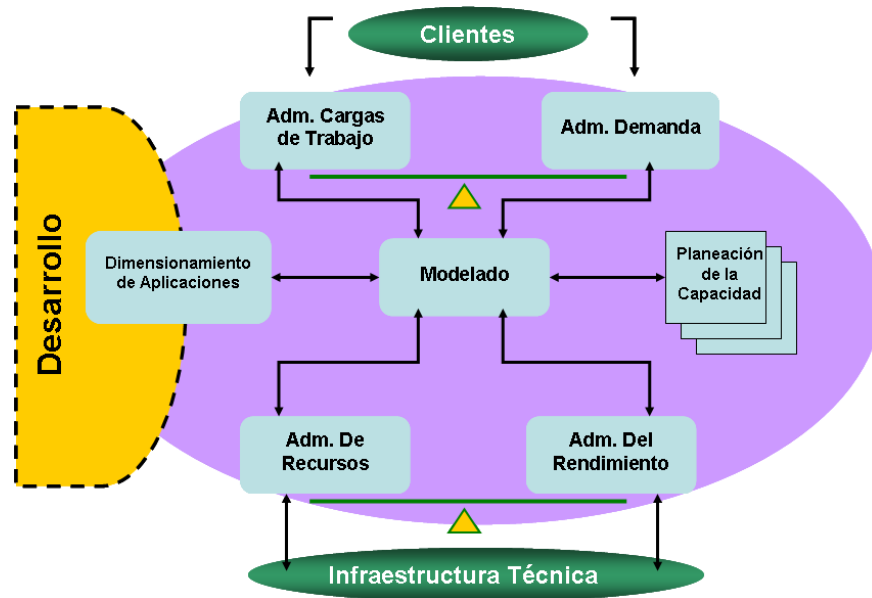 Clientes
Adm. Cargas
de Trabajo
Adm. Demanda
Desarrollo
Dimensionamiento
de Aplicaciones
Modelado
Planeación
de la
Capacidad
Adm. De
Recursos
Adm. Del
Rendimiento
Infraestructura Técnica